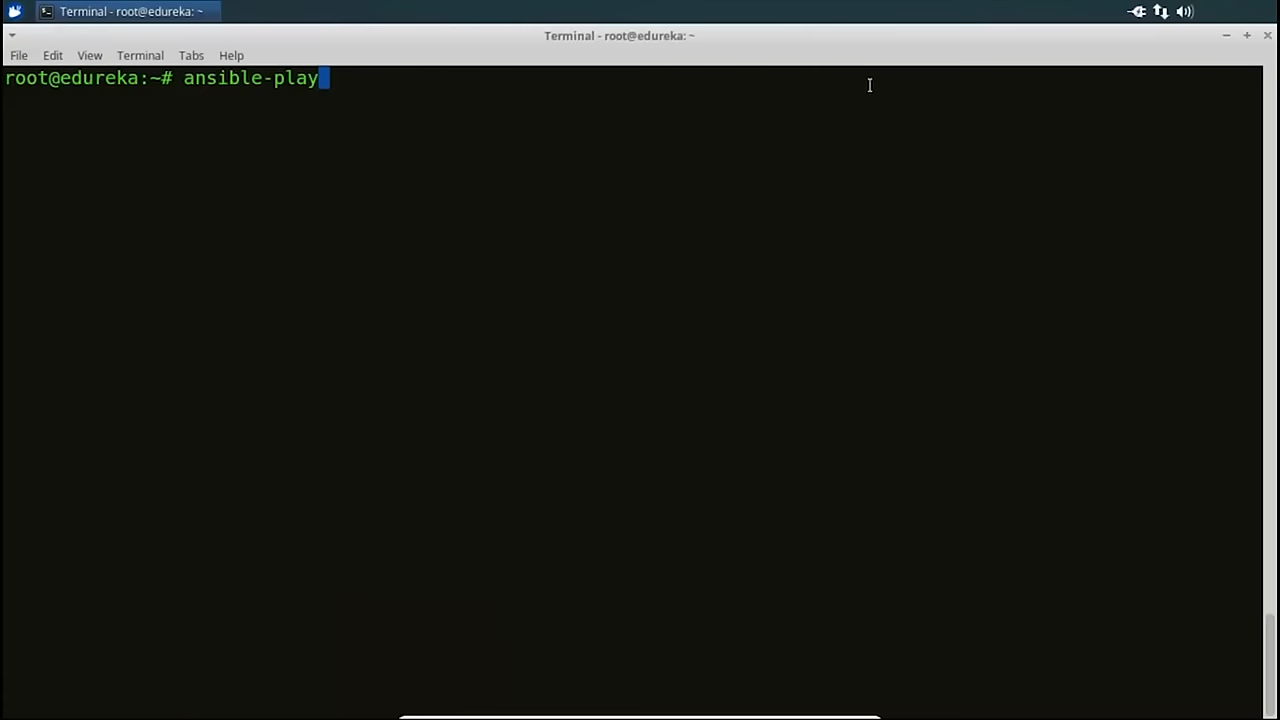 Terminal - root@edureka: ~
Terminal - root@edureka: ~
File Edit View Terminal Tabs Help
root@edureka:~# ansible-play